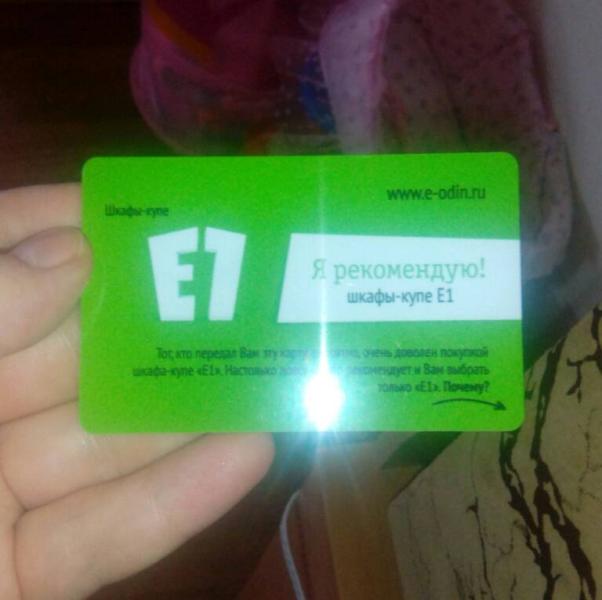 www.e-odin.ru
Шкафы-купе
Е1
Я рекомендую!
шкафы-купе Е1
Тот, кто передал Вам эту карту, очень доволен покупкой
шкафа-купе «Е1». Настолько рекомендует и Вам выбрать
только «Е1». Почему?